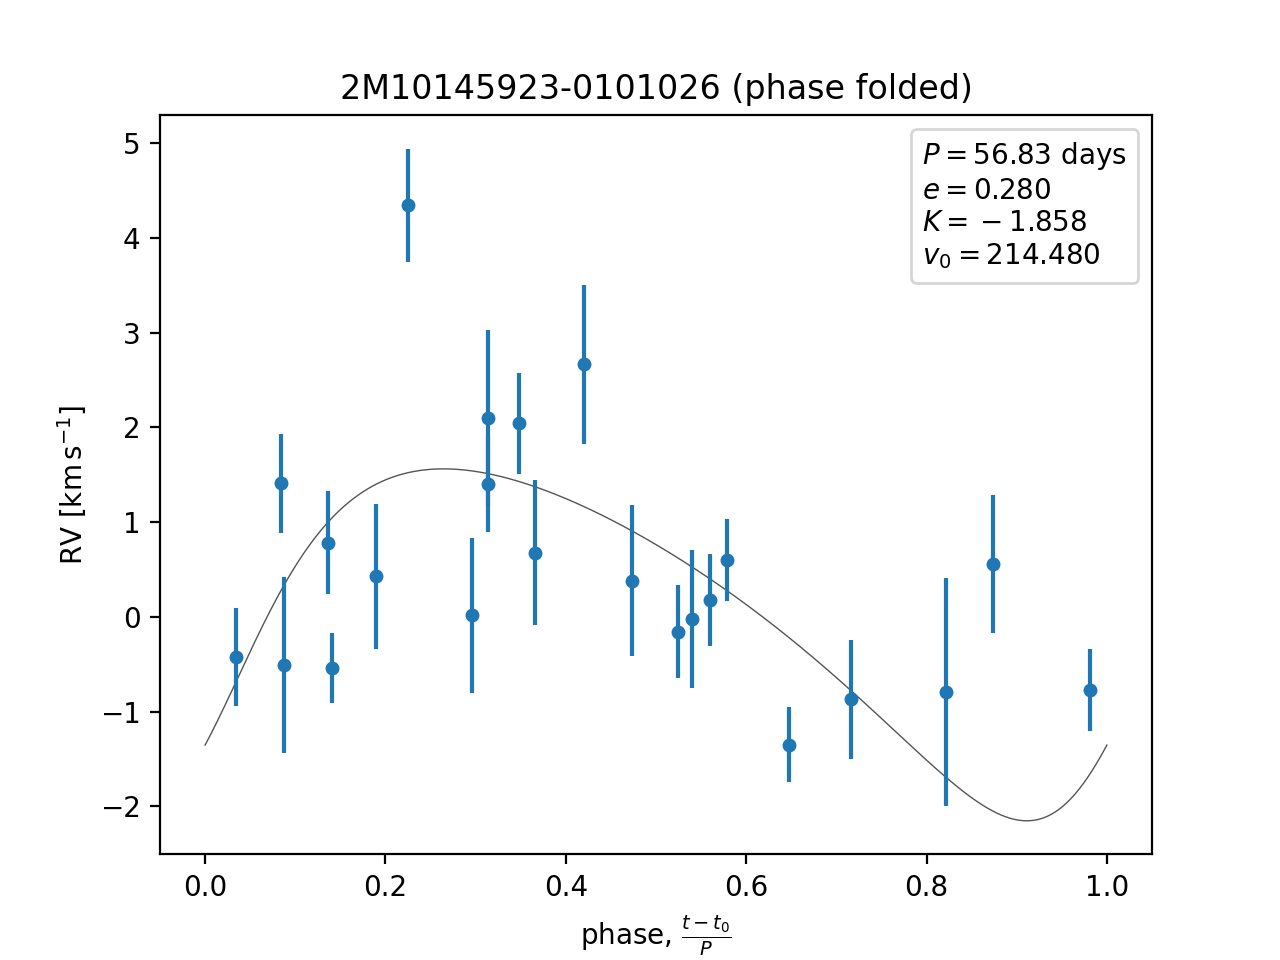 2M10145923-0101026 (phase folded)
P = 56.83 days
e = 0.280
K = −1.858
v₀ = 214.480
RV [km s⁻¹]
5
4
3
2
1
0
−1
−2
0.0 0.2 0.4 0.6 0.8 1.0
phase, (t − t₀)/P